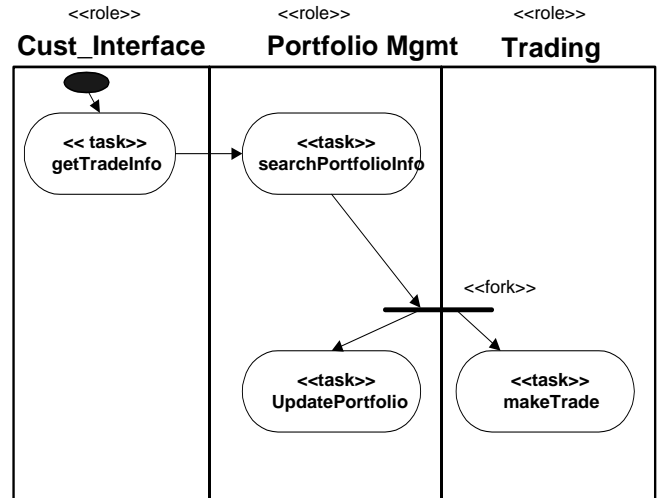 <<role>> <<role>> <<role>>
Cust_Interface Portfolio Mgmt Trading
<< task>>
getTradeInfo
<<task>>
searchPortfolioInfo
<<fork>>
<<task>>
UpdatePortfolio
<<task>>
makeTrade